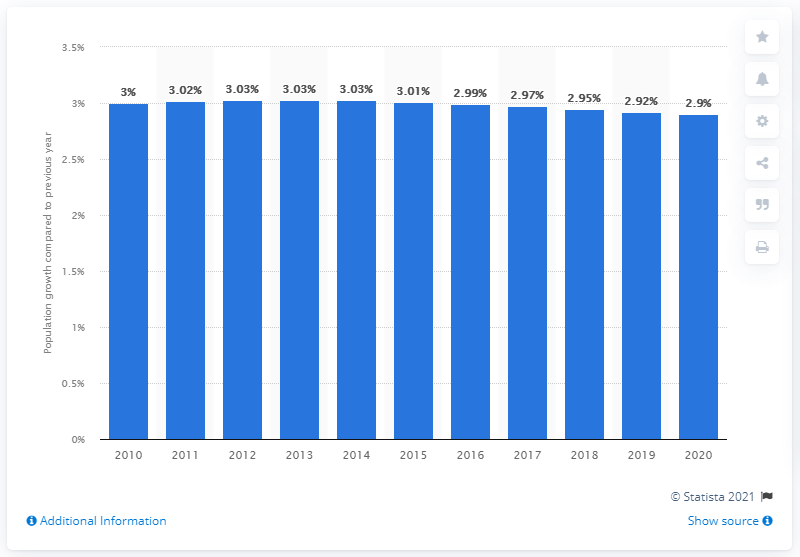 3.5%
3%
2.5%
2%
1.5%
1%
0.5%
0%
Population growth compared to previous year
3% 3.02% 3.03% 3.03% 3.03% 3.01% 2.99% 2.97% 2.95% 2.92% 2.9%
2010 2011 2012 2013 2014 2015 2016 2017 2018 2019 2020
© Statista 2021
Additional Information
Show source